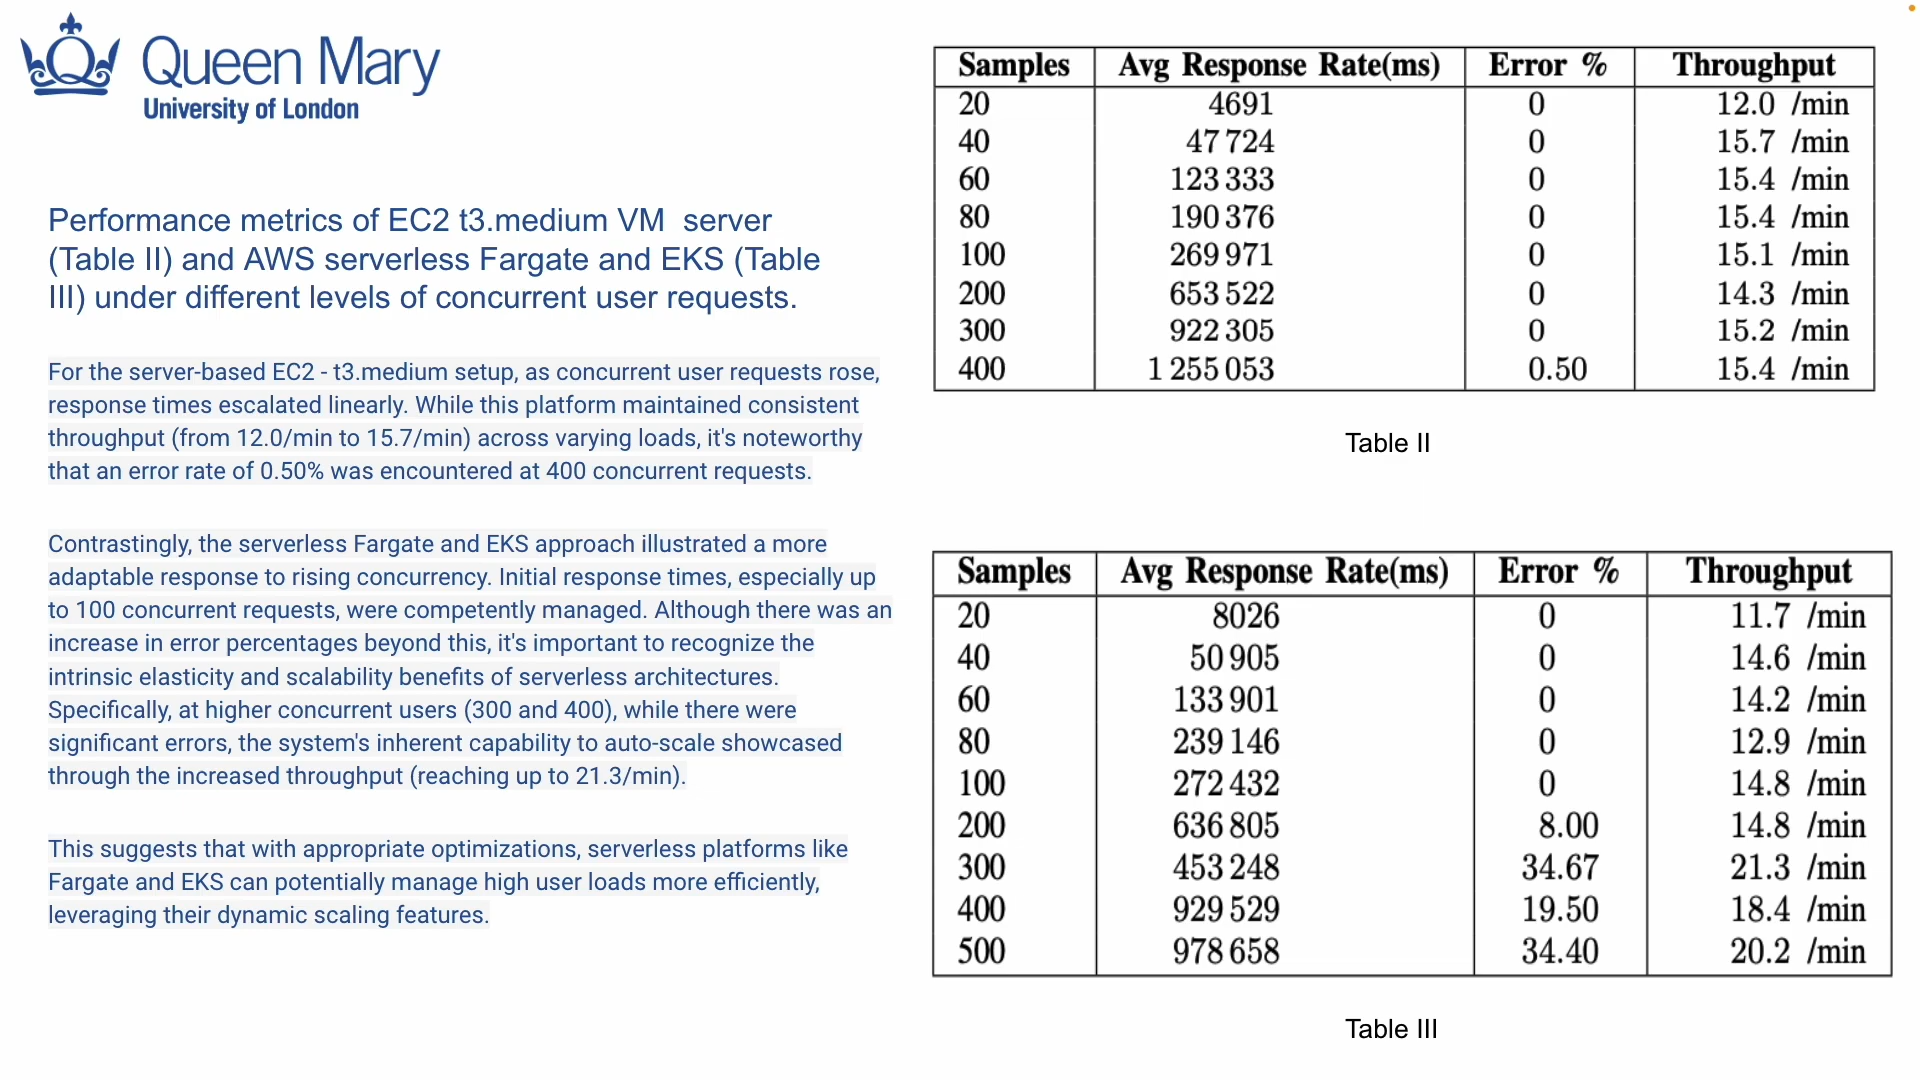 Queen Mary
University of London
Performance metrics of EC2 t3.medium VM server
(Table II) and AWS serverless Fargate and EKS (Table
III) under different levels of concurrent user requests.
For the server-based EC2 - t3.medium setup, as concurrent user requests rose,
response times escalated linearly. While this platform maintained consistent
throughput (from 12.0/min to 15.7/min) across varying loads, it's noteworthy
that an error rate of 0.50% was encountered at 400 concurrent requests.
Contrastingly, the serverless Fargate and EKS approach illustrated a more
adaptable response to rising concurrency. Initial response times, especially up
to 100 concurrent requests, were competently managed. Although there was an
increase in error percentages beyond this, it's important to recognize the
intrinsic elasticity and scalability benefits of serverless architectures.
Specifically, at higher concurrent users (300 and 400), while there were
significant errors, the system's inherent capability to auto-scale showcased
through the increased throughput (reaching up to 21.3/min).
This suggests that with appropriate optimizations, serverless platforms like
Fargate and EKS can potentially manage high user loads more efficiently,
leveraging their dynamic scaling features.
Samples Avg Response Rate(ms) Error % Throughput
20 4691 0 12.0 /min
40 47 724 0 15.7 /min
60 123 333 0 15.4 /min
80 190 376 0 15.4 /min
100 269 971 0 15.1 /min
200 653 522 0 14.3 /min
300 922 305 0 15.2 /min
400 1 255 053 0.50 15.4 /min
Table II
Samples Avg Response Rate(ms) Error % Throughput
20 8026 0 11.7 /min
40 50 905 0 14.6 /min
60 133 901 0 14.2 /min
80 239 146 0 12.9 /min
100 272 432 0 14.8 /min
200 636 805 8.00 14.8 /min
300 453 248 34.67 21.3 /min
400 929 529 19.50 18.4 /min
500 978 658 34.40 20.2 /min
Table III